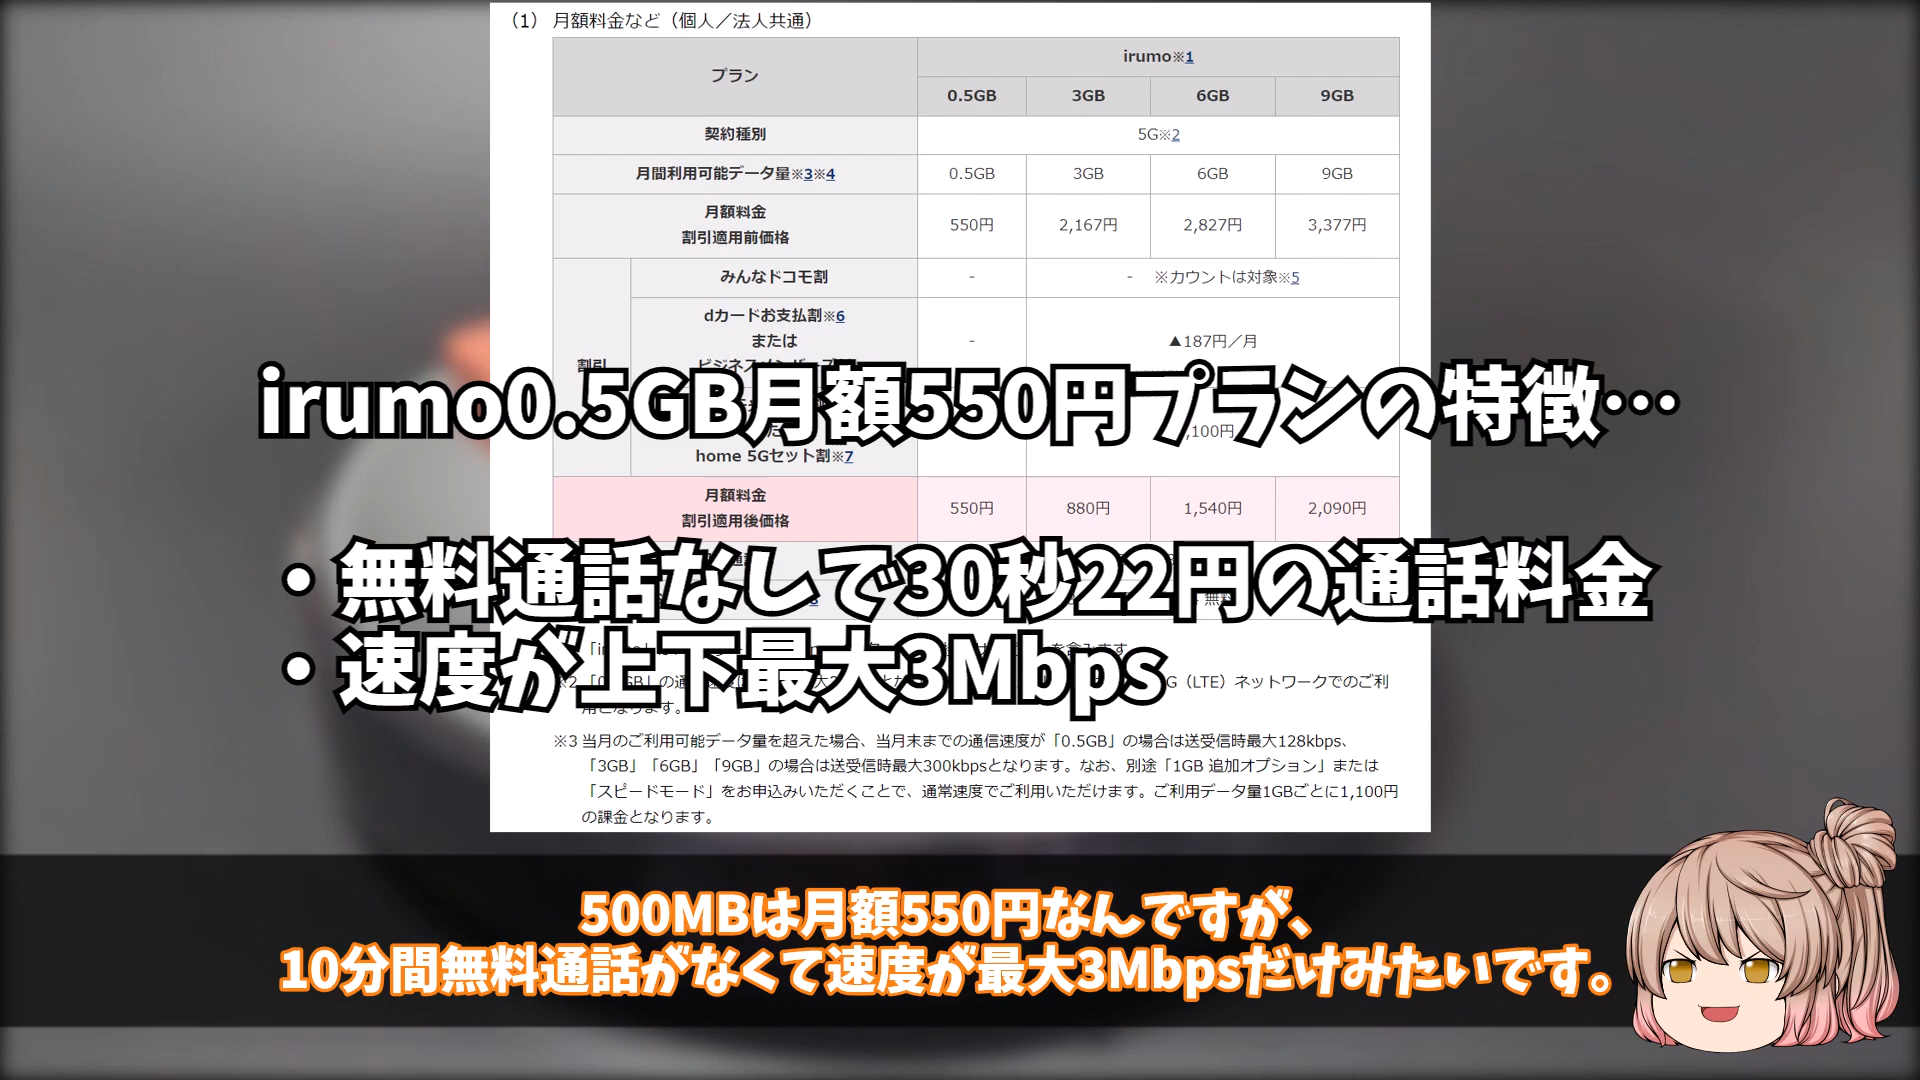 （1） 月額料金など（個人／法人共通）
プラン
irumo※1
0.5GB 3GB 6GB 9GB
契約種別 5G※2
月間利用可能データ量※3※4 0.5GB 3GB 6GB 9GB
月額料金
割引適用前価格
550円 2,167円 2,827円 3,377円
割引
みんなドコモ割 - - ※カウントは対象※5
dカードお支払割※6
または
- ▲187円／月
irumo0.5GB月額550円プランの特徴…
home 5Gセット割※7
月額料金
割引適用後価格
550円 880円 1,540円 2,090円
・無料通話なしで30秒22円の通話料金
・速度が上下最大3Mbps
G（LTE）ネットワークでのご利
用となります。
※3 当月のご利用可能データ量を超えた場合、当月末までの通信速度が「0.5GB」の場合は送受信時最大128kbps、
「3GB」「6GB」「9GB」の場合は送受信時最大300kbpsとなります。なお、別途「1GB 追加オプション」または
「スピードモード」をお申込みいただくことで、通常速度でご利用いただけます。ご利用データ量1GBごとに1,100円
の課金となります。
500MBは月額550円なんですが、
10分間無料通話がなくて速度が最大3Mbpsだけみたいです。